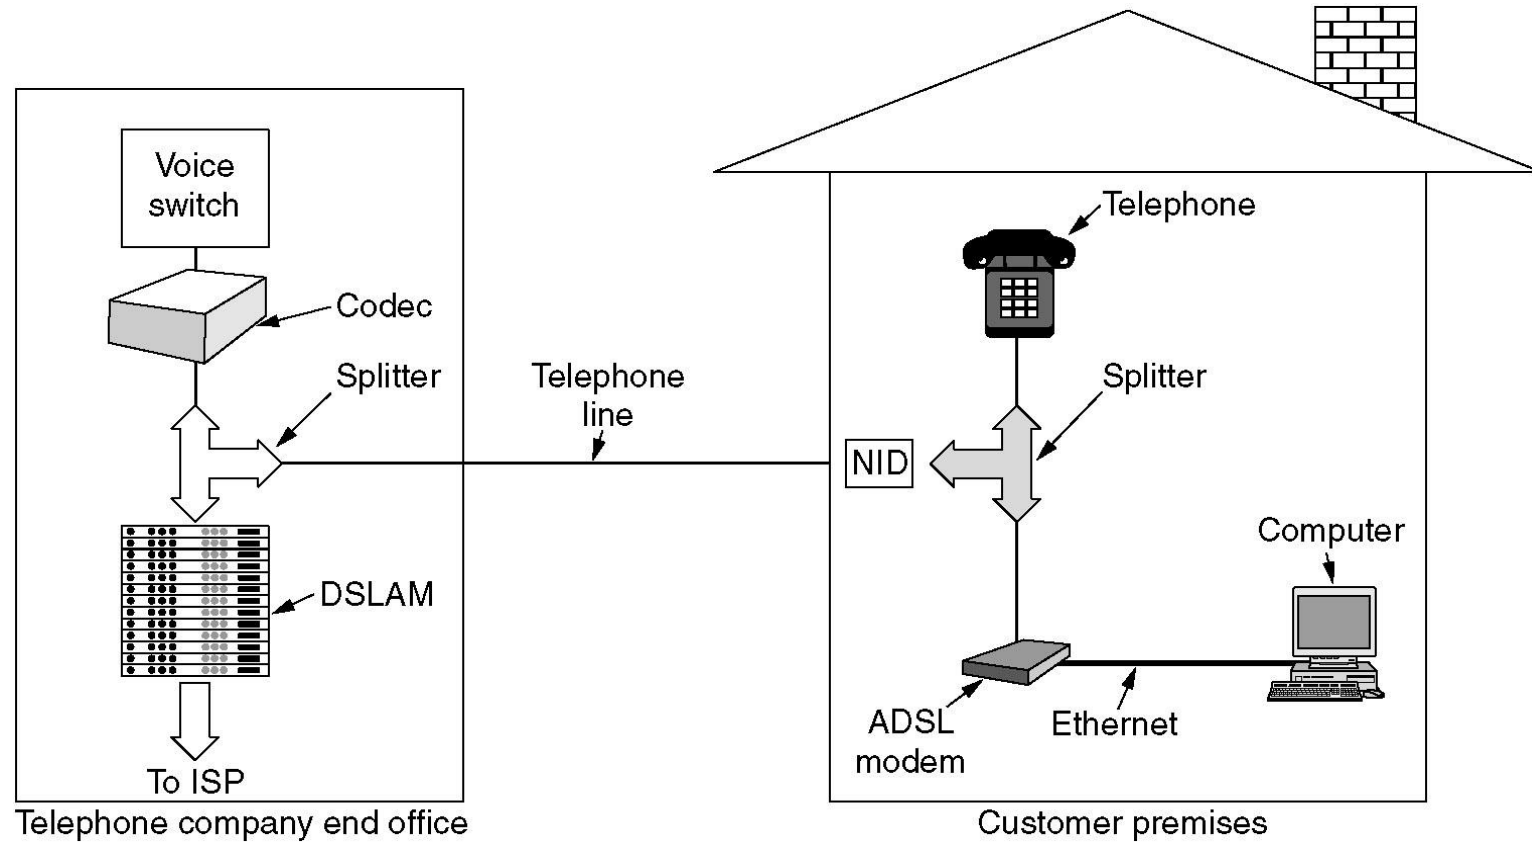 Voice
switch
Codec
Splitter
DSLAM
To ISP
Telephone company end office
Telephone
line
Telephone
Splitter
NID
Computer
ADSL
modem
Ethernet
Customer premises